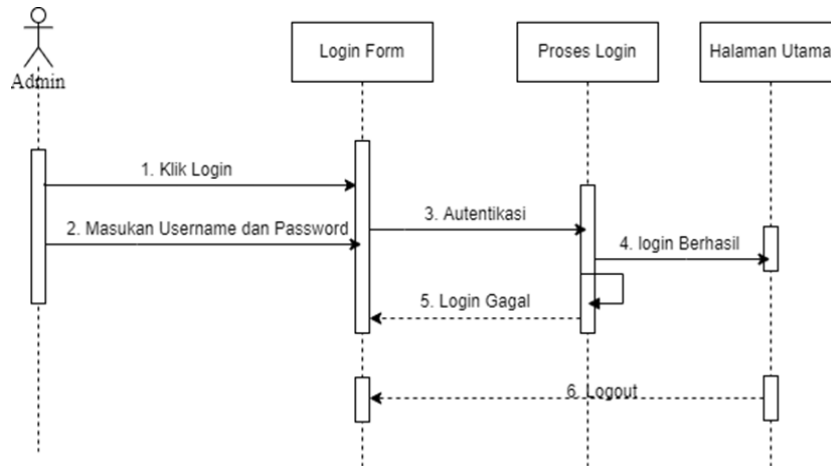 Admin
Login Form
Proses Login
Halaman Utama
1. Klik Login
2. Masukan Username dan Password
3. Autentikasi
4. login Berhasil
5. Login Gagal
6. Logout